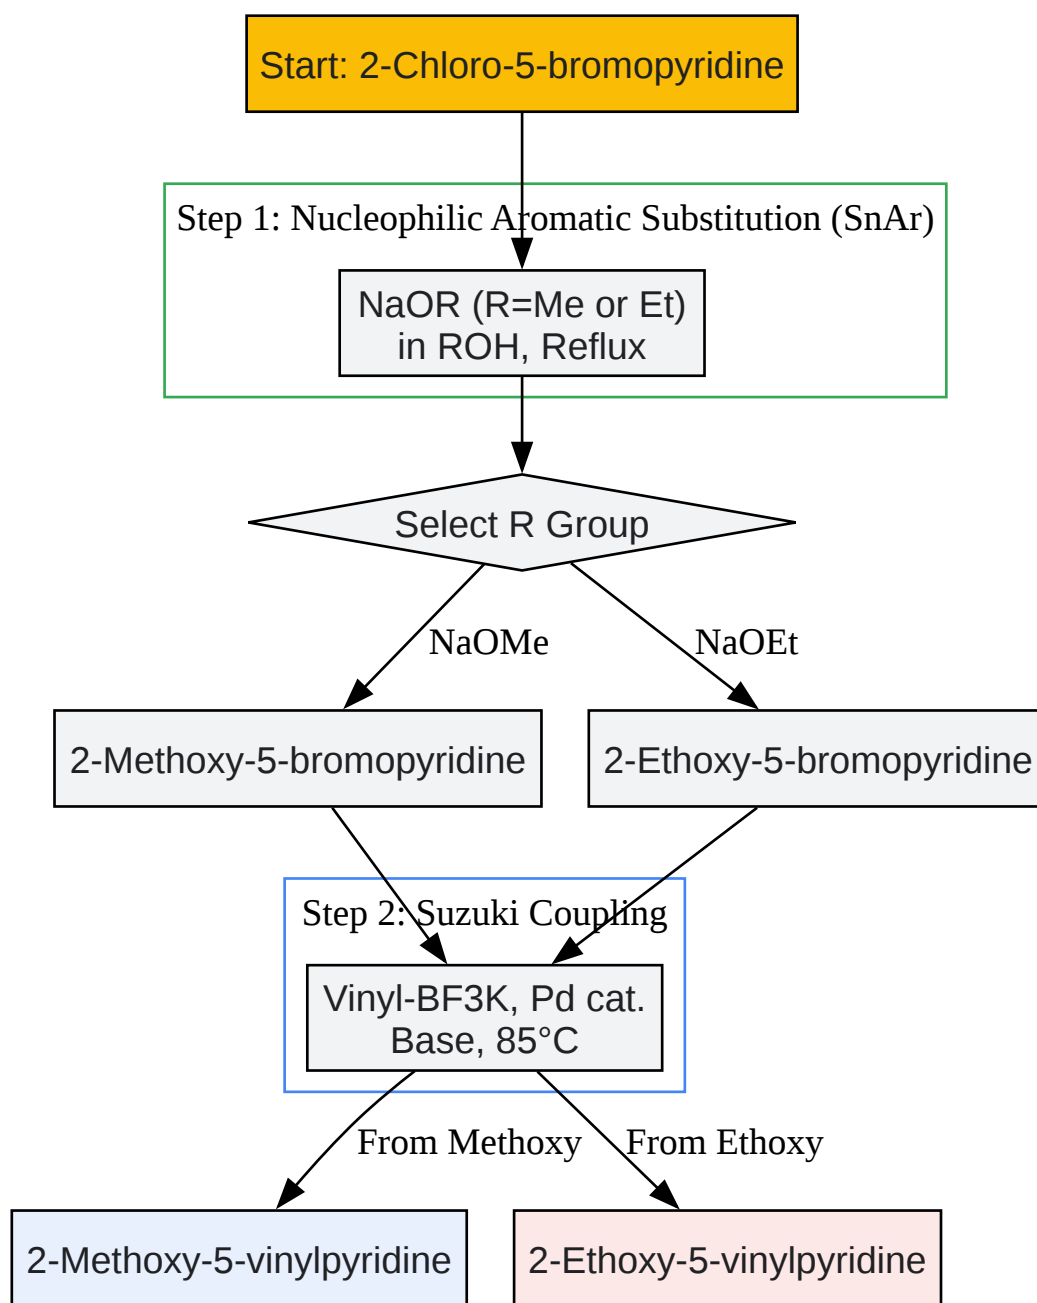 Start: 2-Chloro-5-bromopyridine
Step 1: Nucleophilic Aromatic Substitution (SnAr)
NaOR (R=Me or Et)
in ROH, Reflux
Select R Group
NaOMe
NaOEt
2-Methoxy-5-bromopyridine
2-Ethoxy-5-bromopyridine
Step 2: Suzuki Coupling
Vinyl-BF3K, Pd cat.
Base, 85°C
From Methoxy
From Ethoxy
2-Methoxy-5-vinylpyridine
2-Ethoxy-5-vinylpyridine